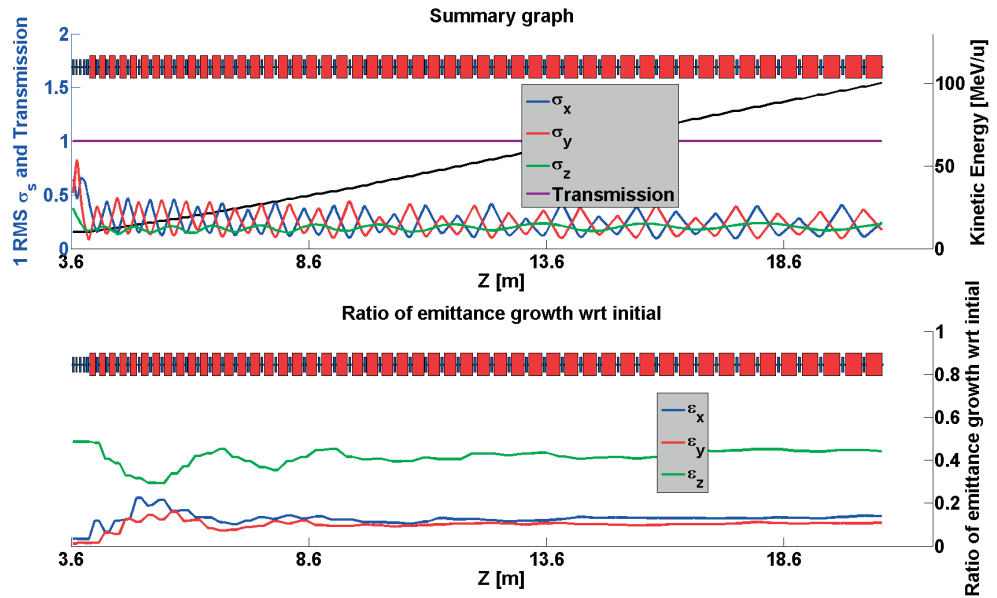 Summary graph
1 RMS σs and Transmission
2
1.5
1
0.5
0
100
50
0
Kinetic Energy [MeV/u]
σx
σy
σz
Transmission
3.6 8.6 13.6 18.6
Z [m]
Ratio of emittance growth wrt initial
1
0.8
0.6
0.4
0.2
0
Ratio of emittance growth wrt intial
εx
εy
εz
3.6 8.6 13.6 18.6
Z [m]